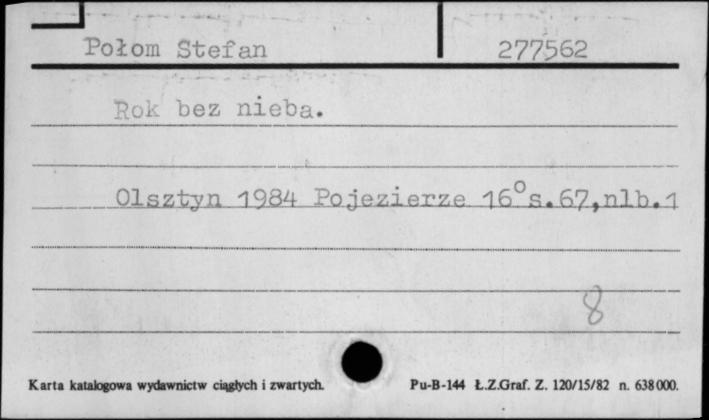 Połom Stefan 277562
Rok bez nieba.
Olsztyn 1984 Pojezierze 16°s.67,nlb.1
8
Karta katalogowa wydawnictw ciągłych i zwartych. Pu-B-144 Ł.Z.Graf. Z. 120/15/82 n. 638000.